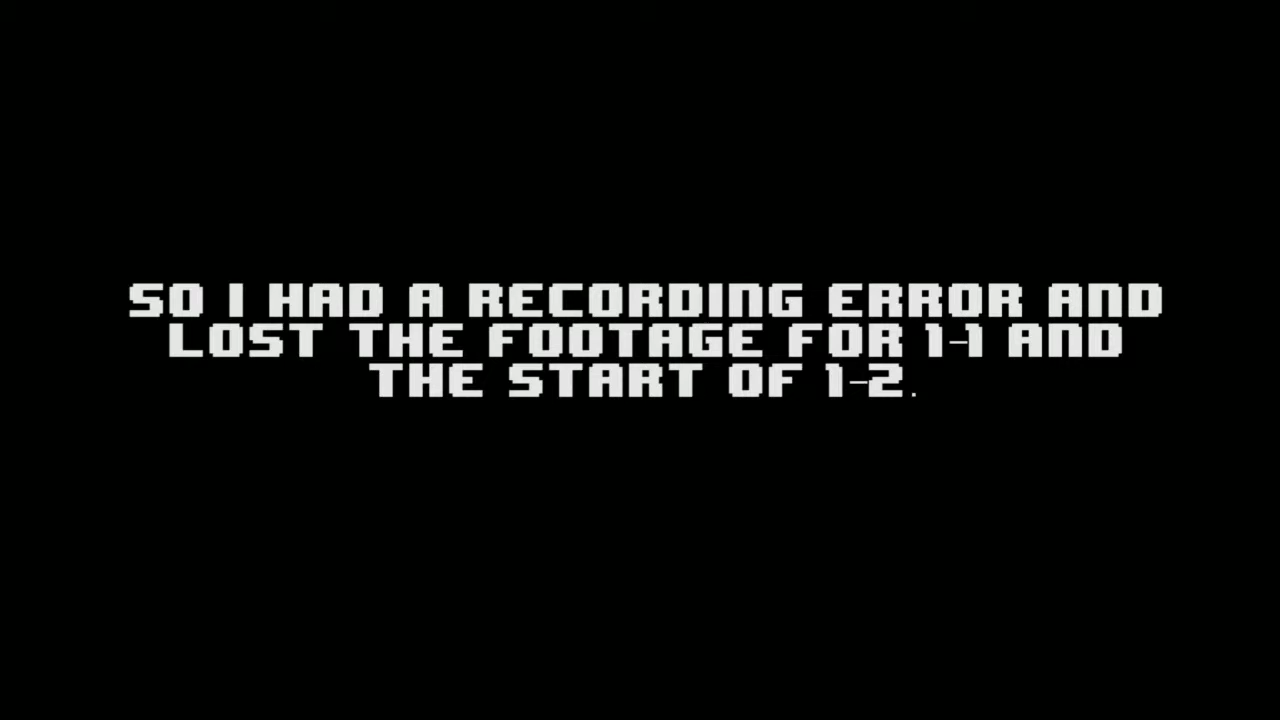 SO I HAD A RECORDING ERROR AND
LOST THE FOOTAGE FOR 1-1 AND
THE START OF 1-2.